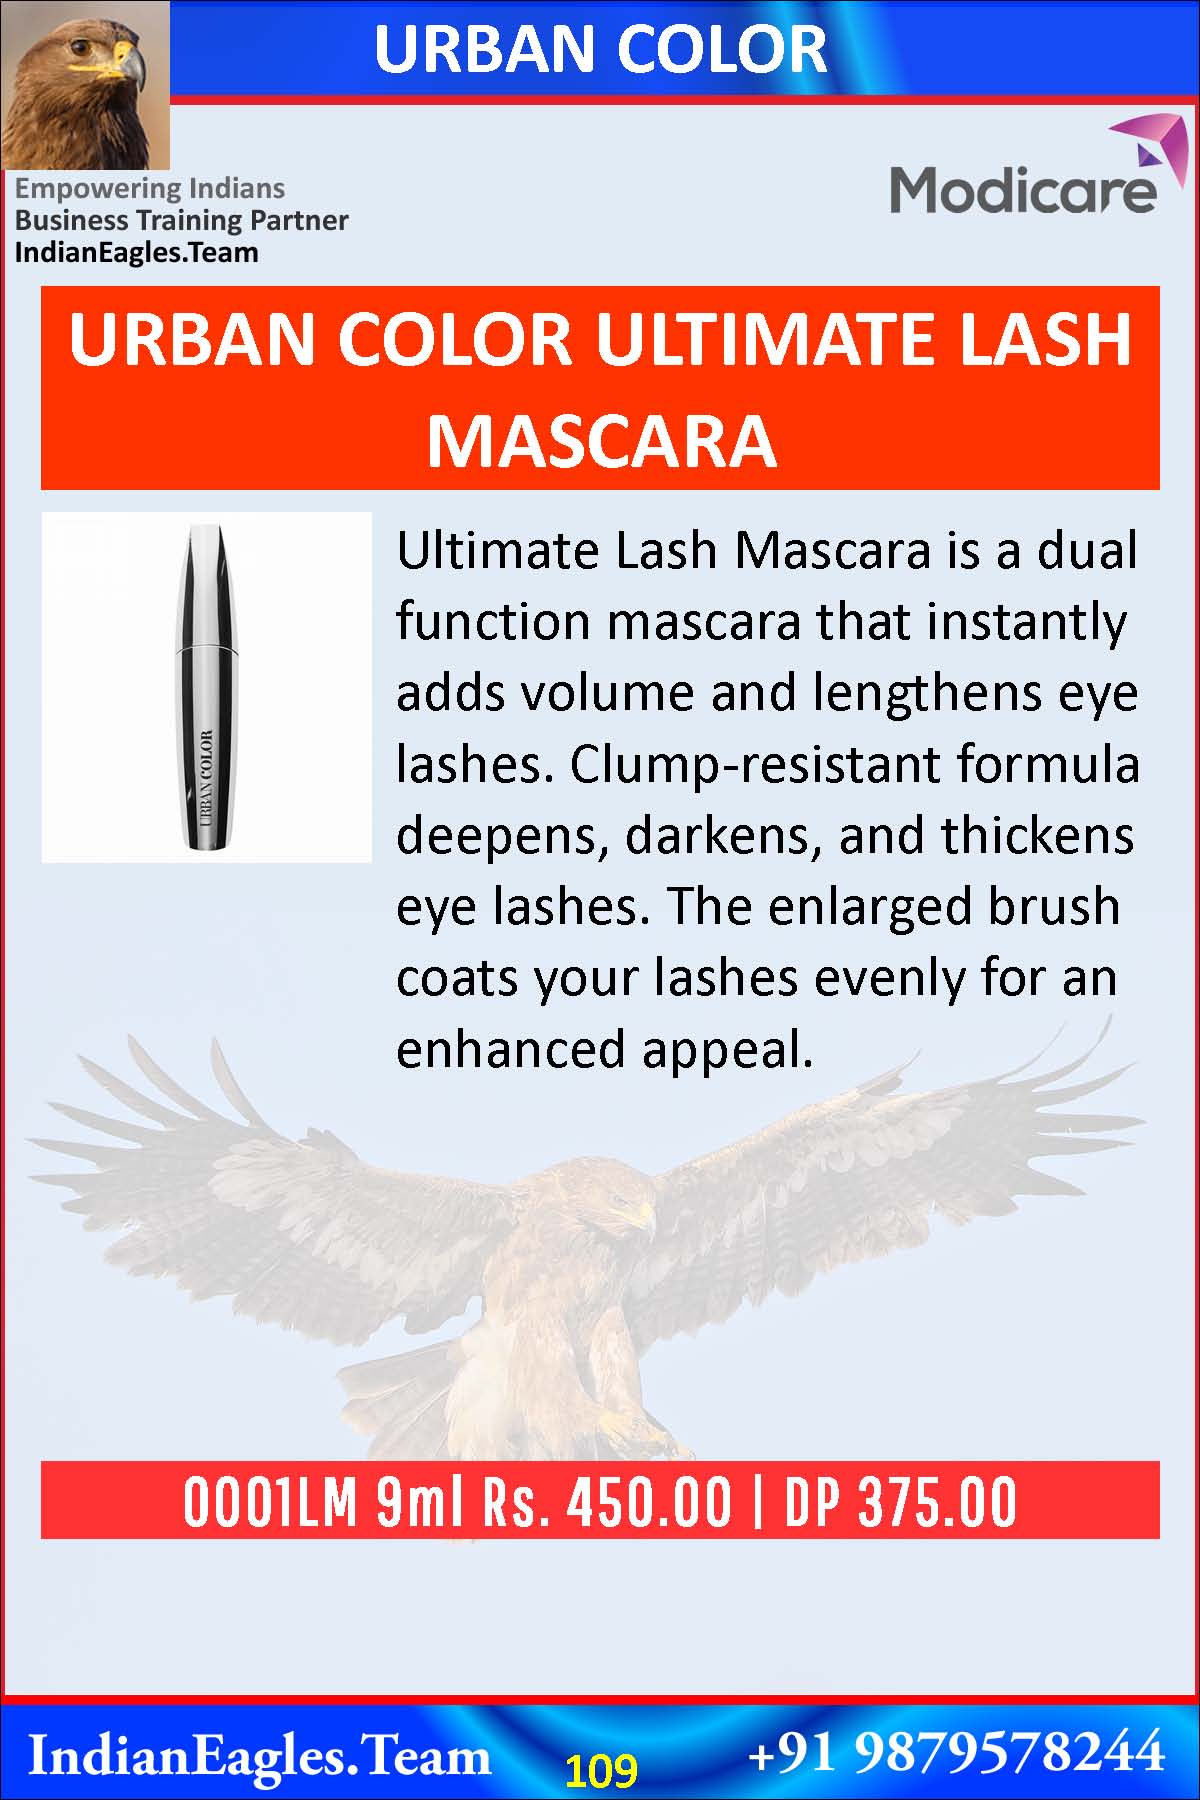 URBAN COLOR
Modicare
Empowering Indians
Business Training Partner
IndianEagles.Team
URBAN COLOR ULTIMATE LASH
MASCARA
URBAN COLOR
Ultimate Lash Mascara is a dual
function mascara that instantly
adds volume and lengthens eye
lashes. Clump-resistant formula
deepens, darkens, and thickens
eye lashes. The enlarged brush
coats your lashes evenly for an
enhanced appeal.
0001LM 9ml Rs. 450.00 | DP 375.00
IndianEagles.Team
109
+91 9879578244